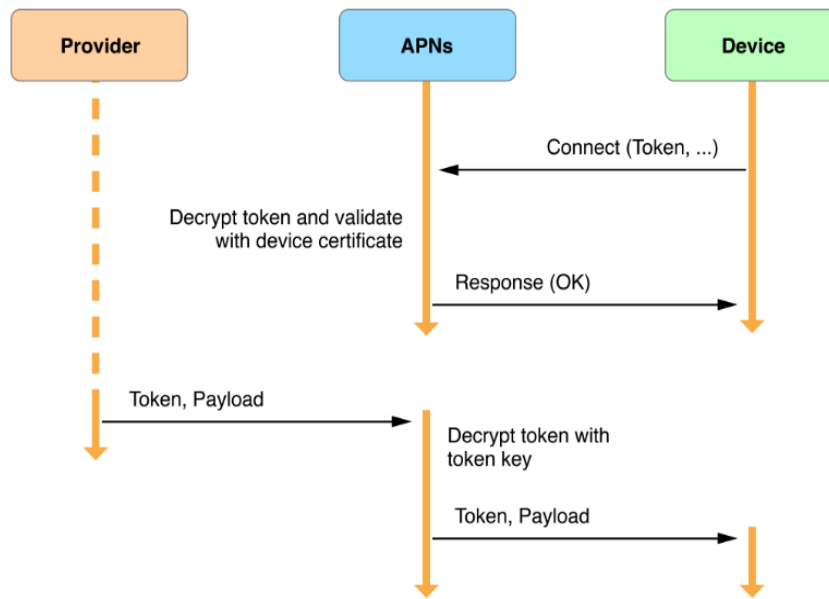 Provider
APNs
Device
Connect (Token, ...)
Decrypt token and validate
with device certificate
Response (OK)
Token, Payload
Decrypt token with
token key
Token, Payload